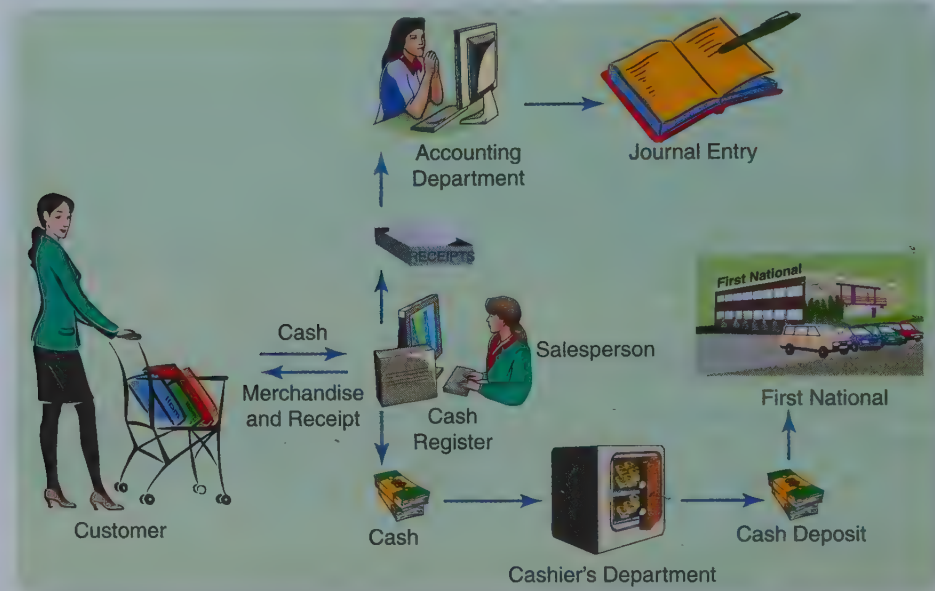 Accounting
Department
Journal Entry
RECEIPTS
First National
Cash
Merchandise
and Receipt
Salesperson
Cash
Register
First National
Customer
Cash
Cashier's Department
Cash Deposit